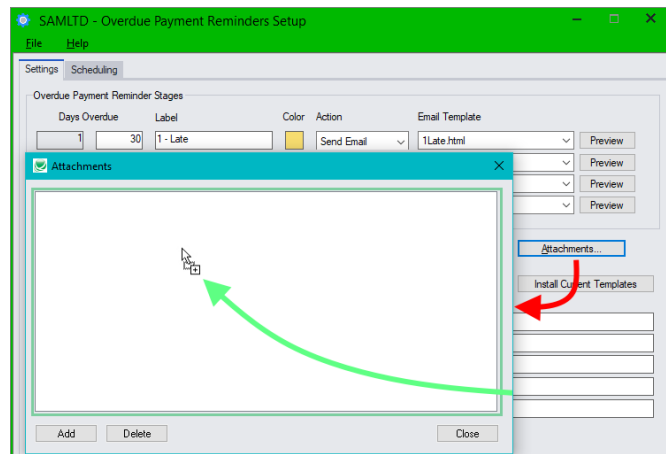 SAMLTD - Overdue Payment Reminders Setup
File Help
Settings Scheduling
Overdue Payment Reminder Stages
Days Overdue Label Color Action Email Template
1 30 1 - Late Send Email 1Late.html Preview
Attachments
Preview
Preview
Preview
Attachments...
Install Current Templates
Add Delete Close